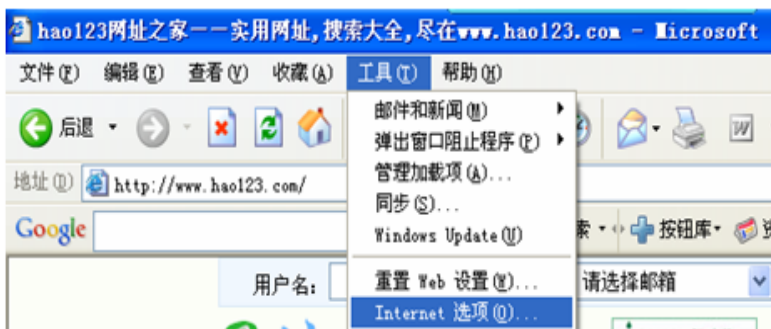 hao123网址之家——实用网址,搜索大全,尽在www.hao123.com - Microsoft
文件(F) 编辑(E) 查看(V) 收藏(A) 工具(T) 帮助(H)
邮件和新闻(M)
后退
弹出窗口阻止程序(P)
管理加载项(A)...
地址(D) http://www.hao123.com/
同步(S)...
Google
Windows Update(U)
索
按钮库
用户名:
重置 Web 设置(W)...
请选择邮箱
Internet 选项(O)...